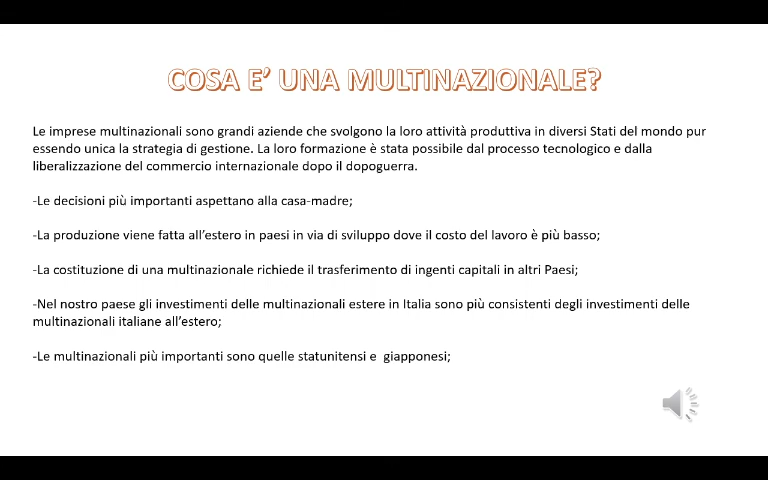 COSA E' UNA MULTINAZIONALE?
Le imprese multinazionali sono grandi aziende che svolgono la loro attività produttiva in diversi Stati del mondo pur
essendo unica la strategia di gestione. La loro formazione è stata possibile dal processo tecnologico e dalla
liberalizzazione del commercio internazionale dopo il dopoguerra.
-Le decisioni più importanti aspettano alla casa-madre;
-La produzione viene fatta all'estero in paesi in via di sviluppo dove il costo del lavoro è più basso;
-La costituzione di una multinazionale richiede il trasferimento di ingenti capitali in altri Paesi;
-Nel nostro paese gli investimenti delle multinazionali estere in Italia sono più consistenti degli investimenti delle
multinazionali italiane all'estero;
-Le multinazionali più importanti sono quelle statunitensi e  giapponesi;